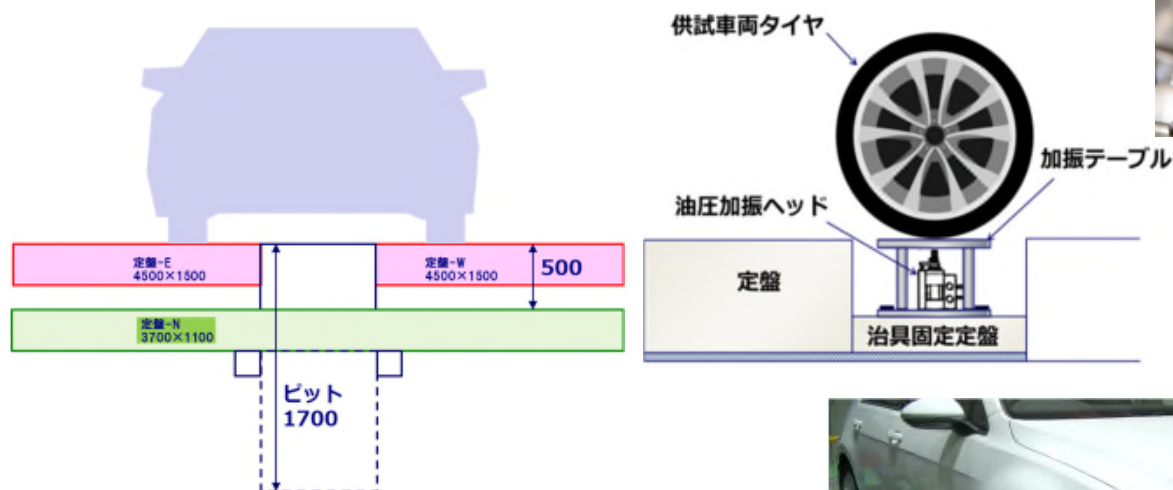 定盤-E
4500×1500
定盤-W
4500×1500
500
定盤-N
3700×1100
ピット
1700
供試車両タイヤ
加振テーブル
油圧加振ヘッド
定盤
治具固定定盤